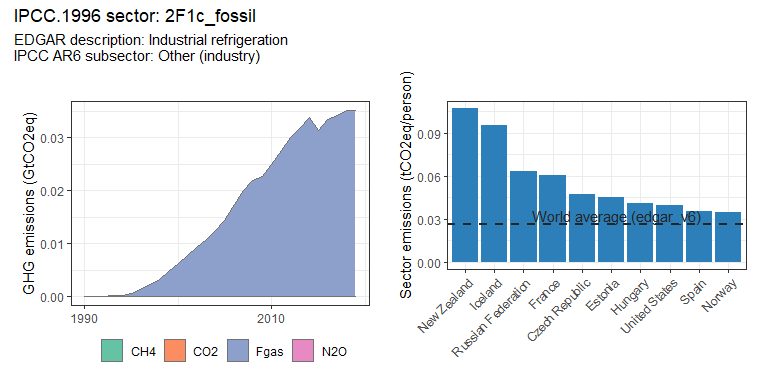 IPCC.1996 sector: 2F1c_fossil
EDGAR description: Industrial refrigeration
IPCC AR6 subsector: Other (industry)
GHG emissions (GtCO2eq)
0.03
0.02
0.01
0.00
1990
2010
CH4
CO2
Fgas
N2O
Sector emissions (tCO2eq/person)
0.09
0.06
0.03
0.00
World average (edgar_v6)
New Zealand
Iceland
Russian Federation
France
Czech Republic
Estonia
Hungary
United States
Spain
Norway